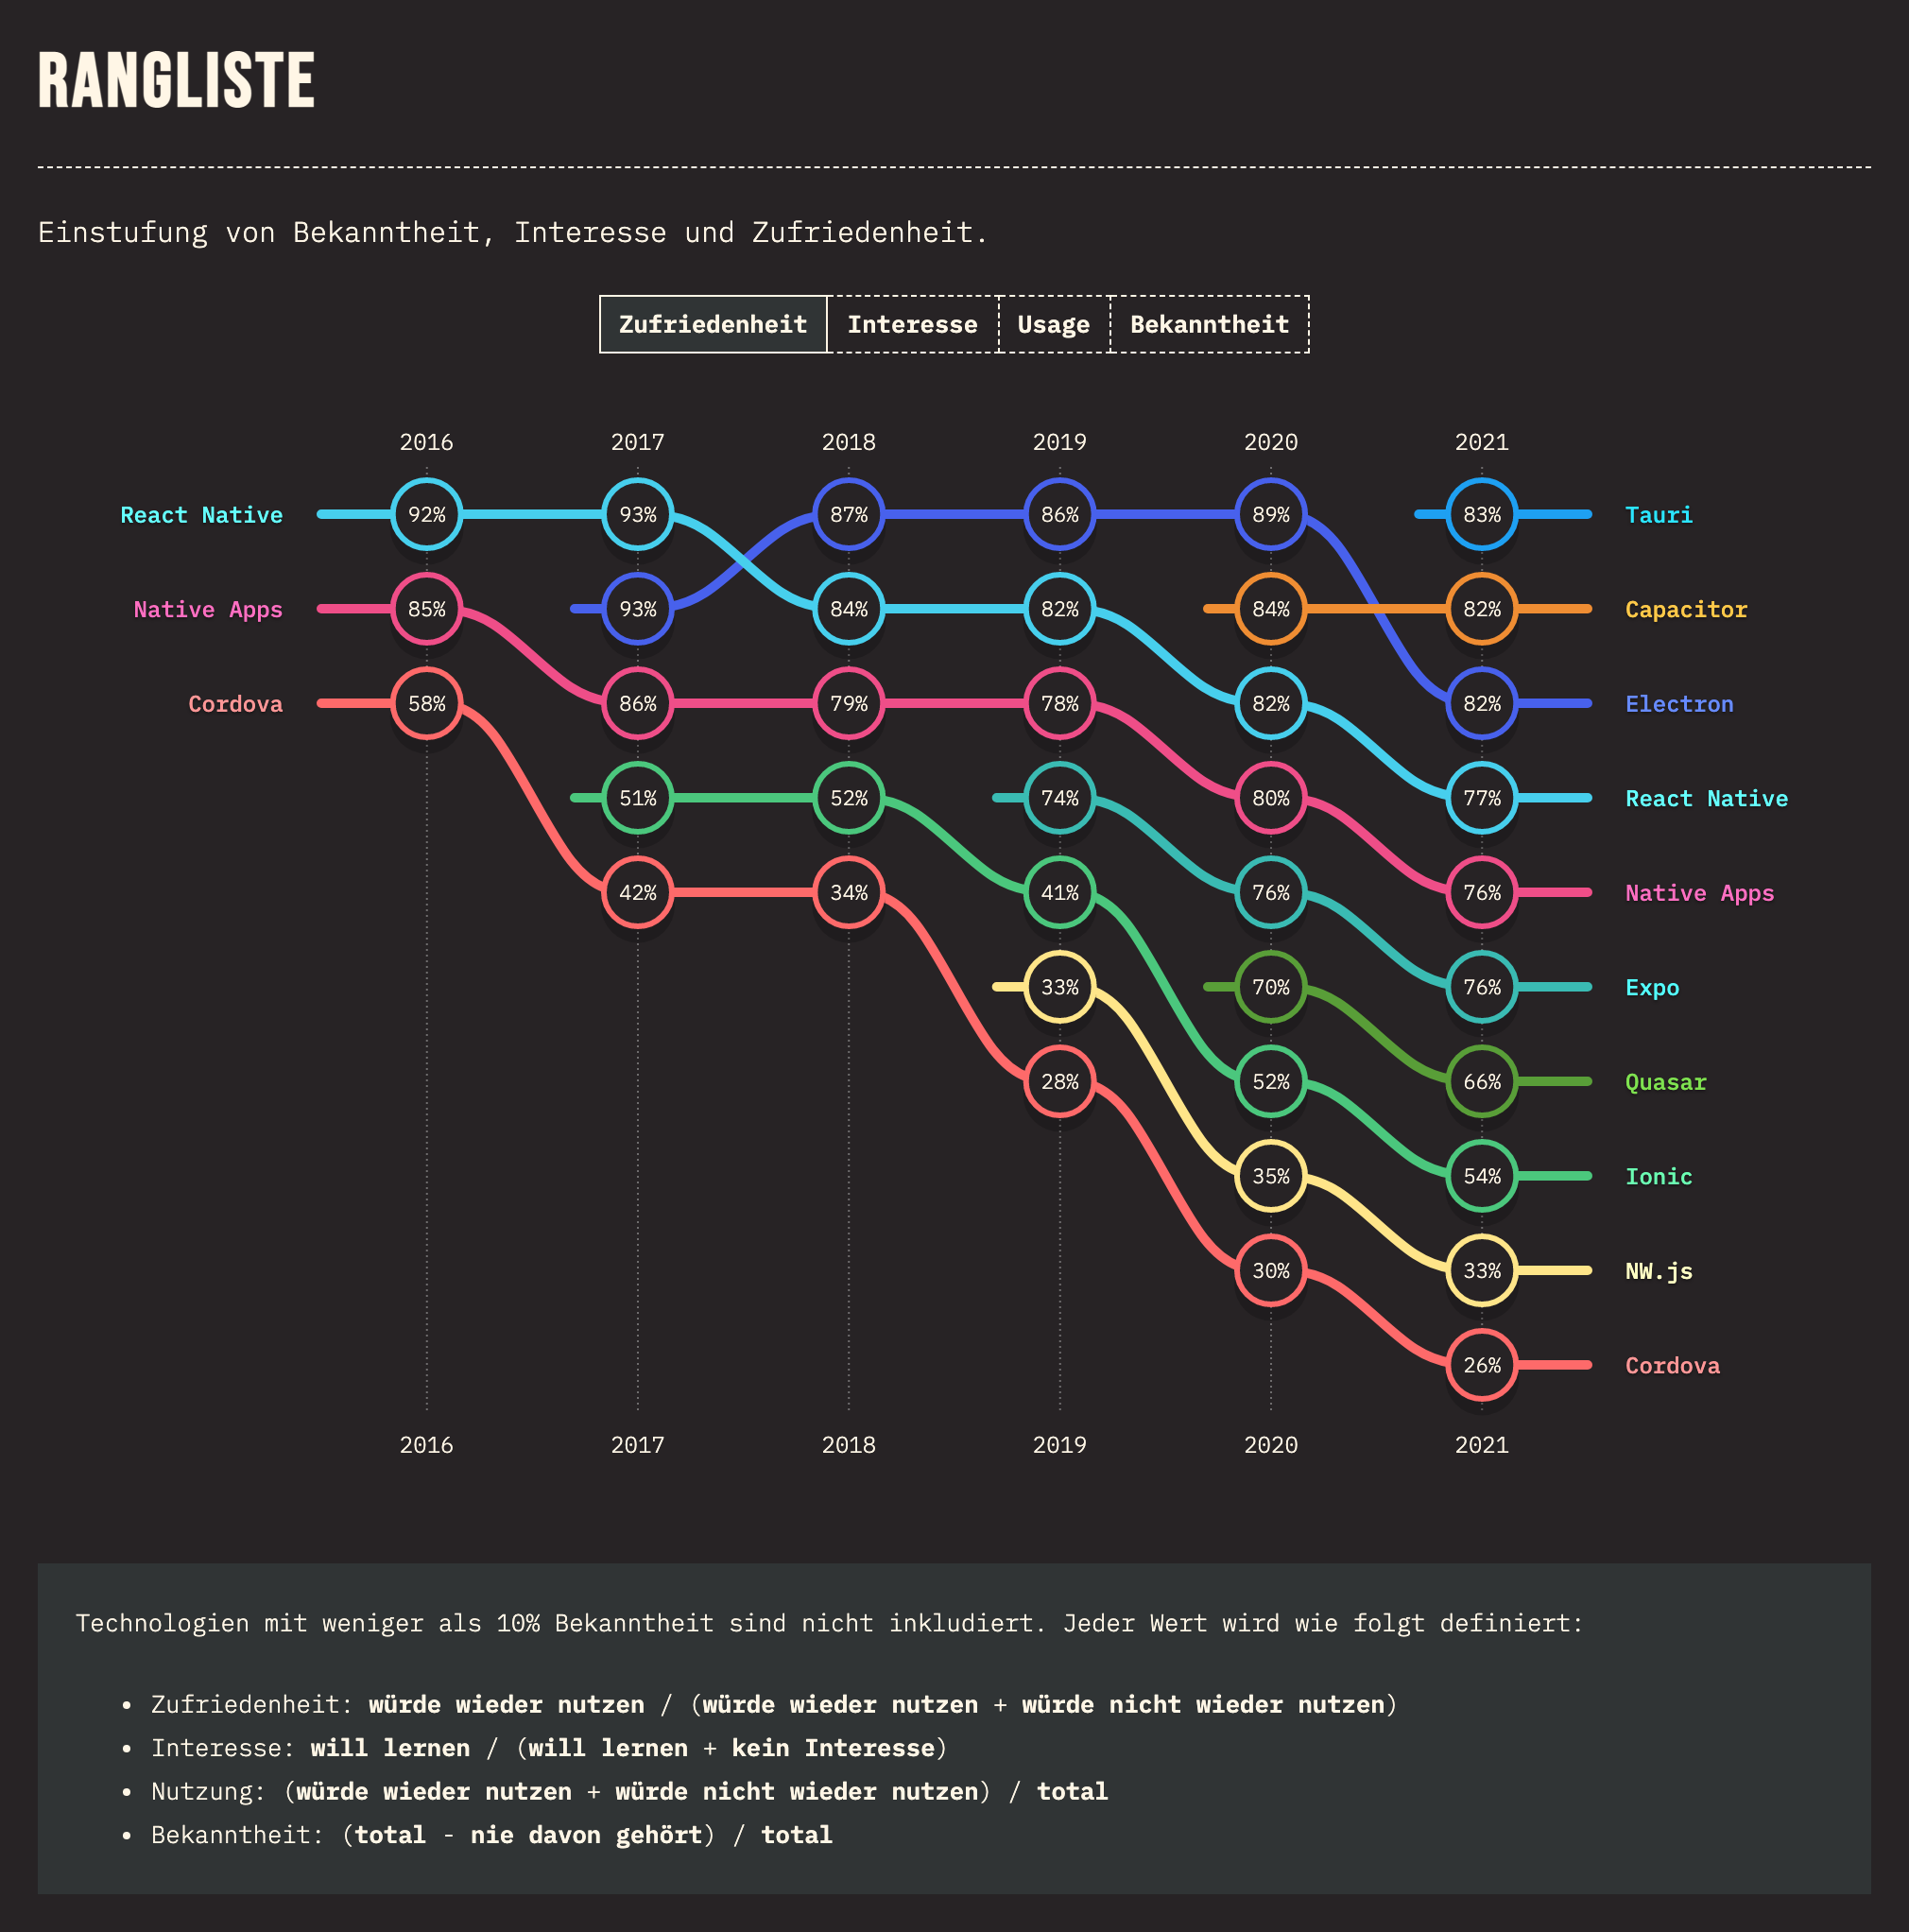 RANGLISTE
Einstufung von Bekanntheit, Interesse und Zufriedenheit.
Zufriedenheit Interesse Usage Bekanntheit
2016 2017 2018 2019 2020 2021
React Native 92% 93% 87% 86% 89% 83% Tauri
Native Apps 85% 93% 84% 82% 84% 82% Capacitor
Cordova 58% 86% 79% 78% 82% 82% Electron
51% 52% 74% 80% 77% React Native
42% 34% 41% 76% 76% Native Apps
33% 70% 76% Expo
28% 52% 66% Quasar
35% 54% Ionic
30% 33% NW.js
26% Cordova
2016 2017 2018 2019 2020 2021
Technologien mit weniger als 10% Bekanntheit sind nicht inkludiert. Jeder Wert wird wie folgt definiert:
• Zufriedenheit: würde wieder nutzen / (würde wieder nutzen + würde nicht wieder nutzen)
• Interesse: will lernen / (will lernen + kein Interesse)
• Nutzung: (würde wieder nutzen + würde nicht wieder nutzen) / total
• Bekanntheit: (total - nie davon gehört) / total